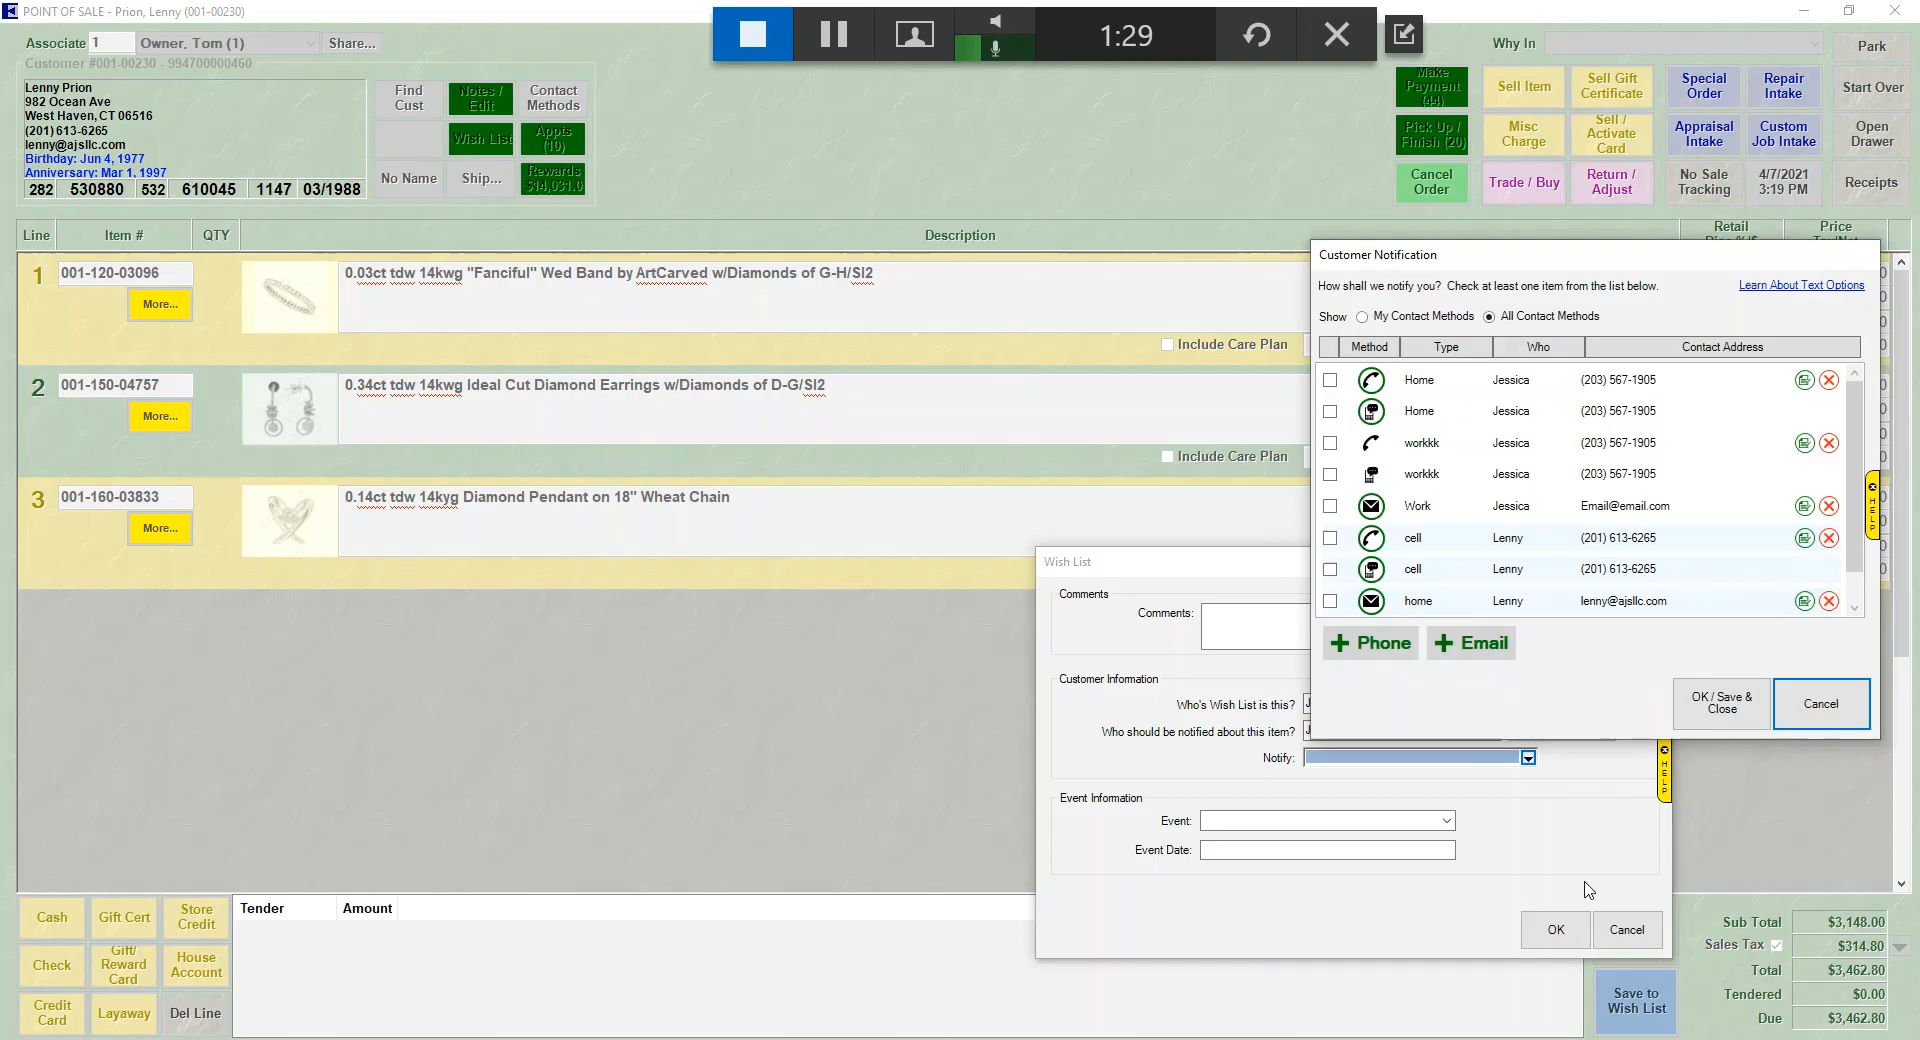 POINT OF SALE - Prion, Lenny (001-00230)
1:29
Associate 1 Owner, Tom (1) Share...
Why In
Park
Customer #001-00230 - 994700000460
Lenny Prion
982 Ocean Ave
West Haven, CT 06516
(201) 613-6265
lenny@ajsllc.com
Birthday: Jun 4, 1977
Anniversary: Mar 1, 1997
282 530880 532 610045 1147 03/1988
Find Cust
Notes / Edit
Contact Methods
Wish List
Appts (10)
No Name
Ship...
Rewards
Make Payment (44)
Sell Item
Sell Gift Certificate
Special Order
Repair Intake
Start Over
Pick Up / Finish (20)
Misc Charge
Sell / Activate Card
Appraisal Intake
Custom Job Intake
Open Drawer
Cancel Order
Trade / Buy
Return / Adjust
No Sale Tracking
4/7/2021 3:19 PM
Receipts
Line Item # QTY Description Retail Price
1 001-120-03096 0.03ct tdw 14kwg "Fanciful" Wed Band by ArtCarved w/Diamonds of G-H/SI2
More...
Include Care Plan
2 001-150-04757 0.34ct tdw 14kwg Ideal Cut Diamond Earrings w/Diamonds of D-G/SI2
More...
Include Care Plan
3 001-160-03833 0.14ct tdw 14kyg Diamond Pendant on 18" Wheat Chain
More...
Customer Notification
How shall we notify you? Check at least one item from the list below.
Learn About Text Options
Show My Contact Methods All Contact Methods
Method Type Who Contact Address
Home Jessica (203) 567-1905
Home Jessica (203) 567-1905
workkk Jessica (203) 567-1905
workkk Jessica (203) 567-1905
Work Jessica Email@email.com
cell Lenny (201) 613-6265
cell Lenny (201) 613-6265
home Lenny lenny@ajsllc.com
+ Phone + Email
OK / Save & Close
Cancel
HELP
Wish List
Comments
Comments:
Customer Information
Who's Wish List is this? J
Who should be notified about this item? J
Notify:
HELP
Event Information
Event:
Event Date:
OK Cancel
Cash
Gift Cert
Store Credit
Check
Gift/ Reward Card
House Account
Credit Card
Layaway
Del Line
Tender Amount
Save to Wish List
Sub Total $3,148.00
Sales Tax $314.80
Total $3,462.80
Tendered $0.00
Due $3,462.80